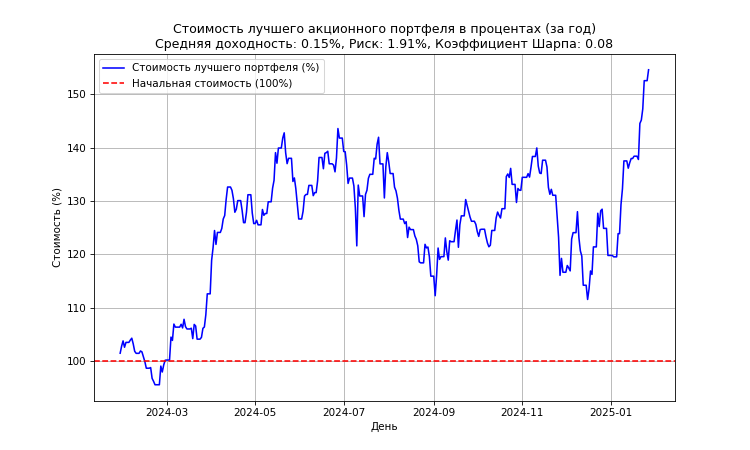 Стоимость лучшего акционного портфеля в процентах (за год)
Средняя доходность: 0.15%, Риск: 1.91%, Коэффициент Шарпа: 0.08
Стоимость лучшего портфеля (%)
Начальная стоимость (100%)
Стоимость (%)
150
140
130
120
110
100
2024-03
2024-05
2024-07
2024-09
2024-11
2025-01
День